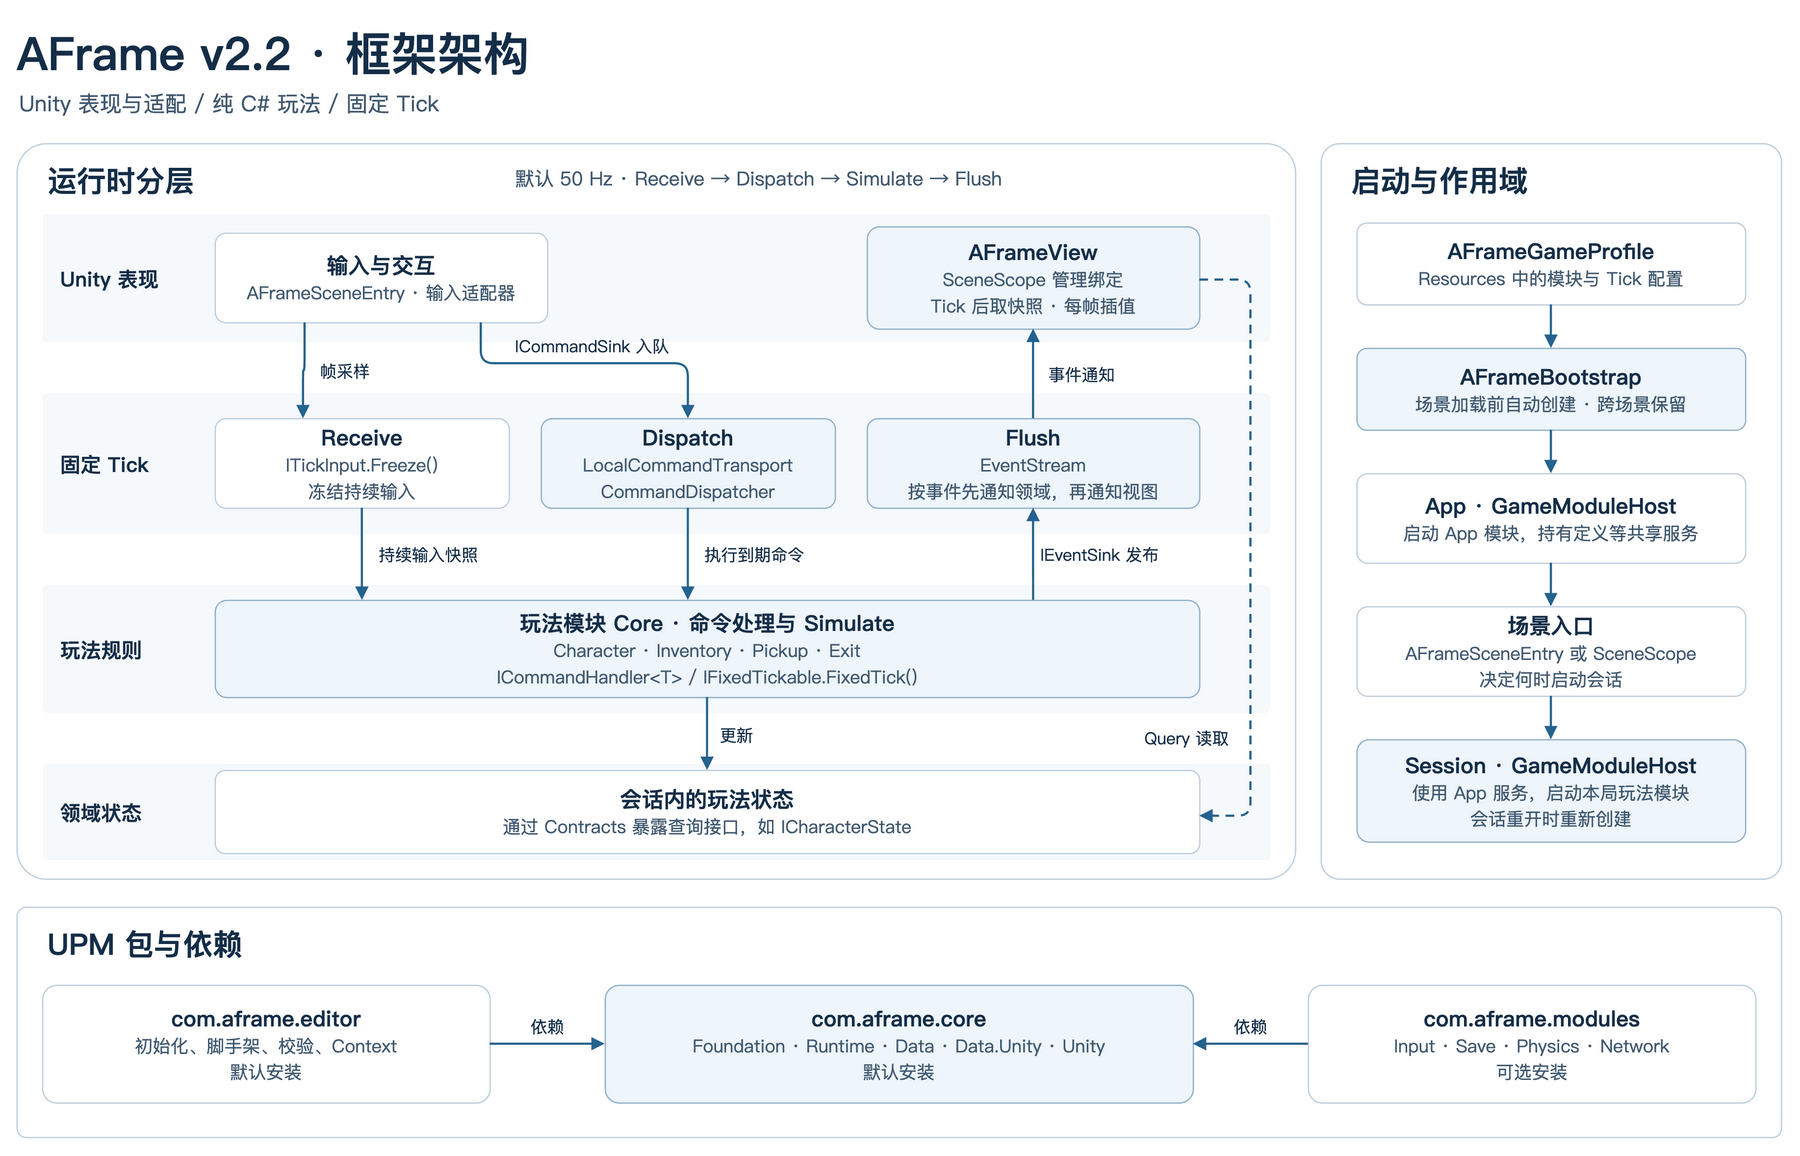 AFrame v2.2 · 框架架构
Unity 表现与适配 / 纯 C# 玩法 / 固定 Tick
运行时分层
默认 50 Hz · Receive → Dispatch → Simulate → Flush
Unity 表现
输入与交互
AFrameSceneEntry · 输入适配器
AFrameView
SceneScope 管理绑定
Tick 后取快照 · 每帧插值
帧采样
ICommandSink 入队
事件通知
固定 Tick
Receive
ITickInput.Freeze()
冻结持续输入
Dispatch
LocalCommandTransport
CommandDispatcher
Flush
EventStream
按事件先通知领域，再通知视图
持续输入快照
执行到期命令
IEventSink 发布
玩法规则
玩法模块 Core · 命令处理与 Simulate
Character · Inventory · Pickup · Exit
ICommandHandler<T> / IFixedTickable.FixedTick()
更新
Query 读取
领域状态
会话内的玩法状态
通过 Contracts 暴露查询接口，如 ICharacterState
启动与作用域
AFrameGameProfile
Resources 中的模块与 Tick 配置
AFrameBootstrap
场景加载前自动创建 · 跨场景保留
App · GameModuleHost
启动 App 模块，持有定义等共享服务
场景入口
AFrameSceneEntry 或 SceneScope
决定何时启动会话
Session · GameModuleHost
使用 App 服务，启动本局玩法模块
会话重开时重新创建
UPM 包与依赖
com.aframe.editor
初始化、脚手架、校验、Context
默认安装
依赖
com.aframe.core
Foundation · Runtime · Data · Data.Unity · Unity
默认安装
依赖
com.aframe.modules
Input · Save · Physics · Network
可选安装